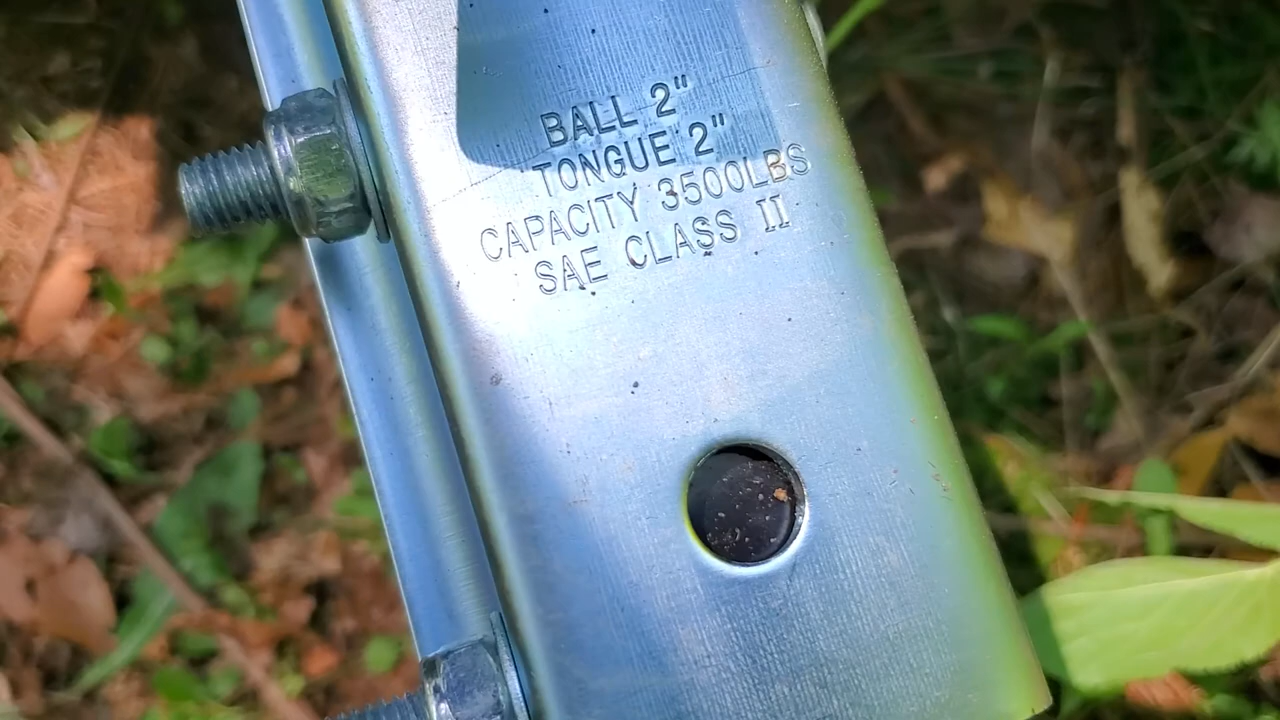 BALL 2"
TONGUE 2"
CAPACITY 3500LBS
SAE CLASS II